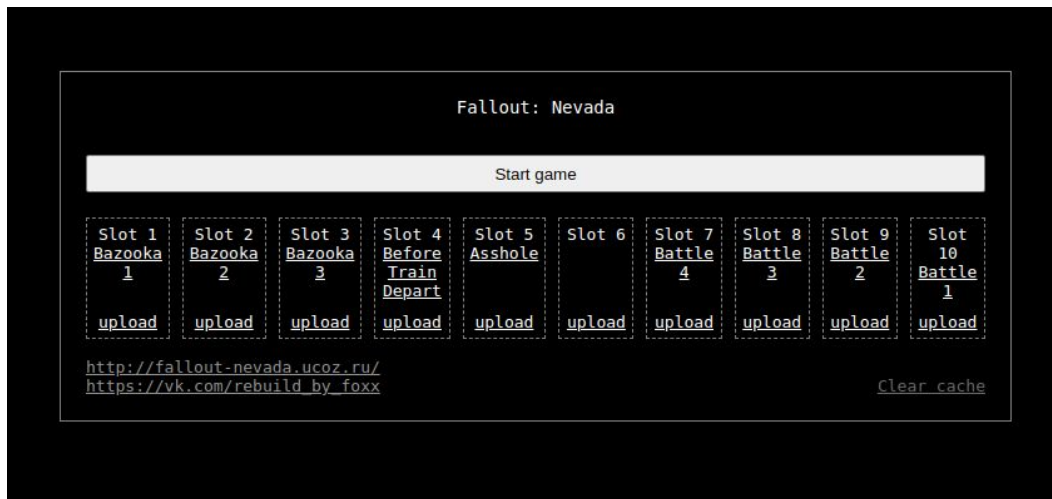 Fallout: Nevada
Start game
Slot 1
Bazooka
1
upload
Slot 2
Bazooka
2
upload
Slot 3
Bazooka
3
upload
Slot 4
Before
Train
Depart
upload
Slot 5
Asshole
upload
Slot 6
upload
Slot 7
Battle
4
upload
Slot 8
Battle
3
upload
Slot 9
Battle
2
upload
Slot
10
Battle
1
upload
http://fallout-nevada.ucoz.ru/
https://vk.com/rebuild_by_foxx
Clear cache